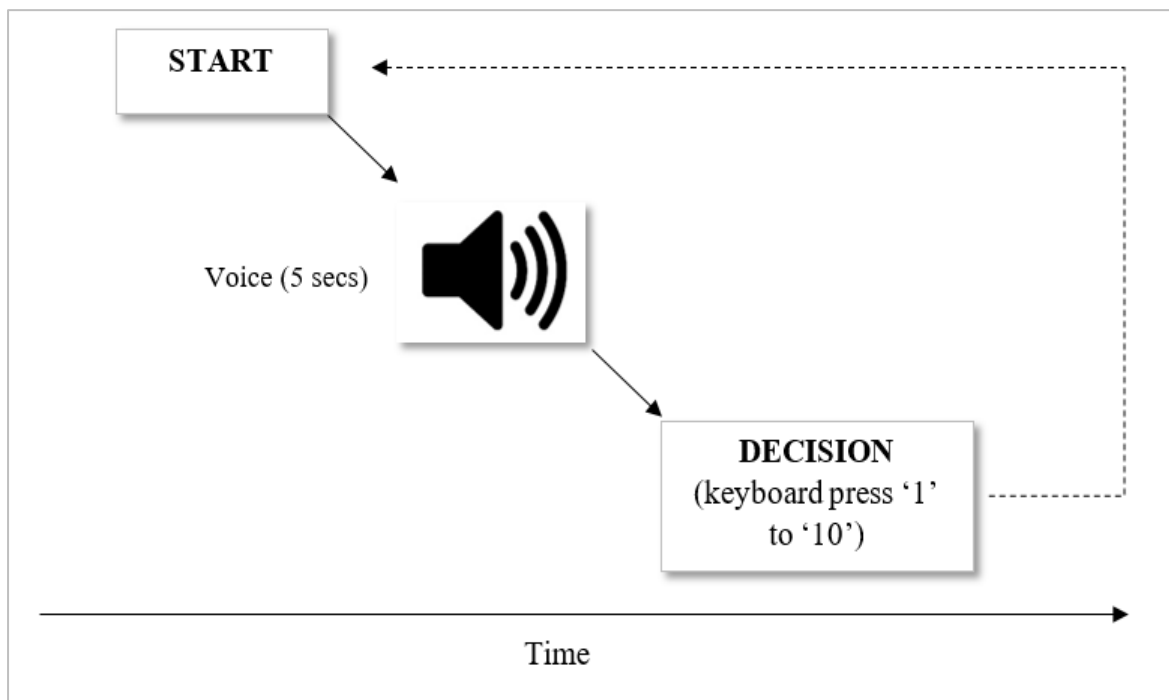 START
Voice (5 secs)
DECISION
(keyboard press ‘1’
to ‘10’)
Time